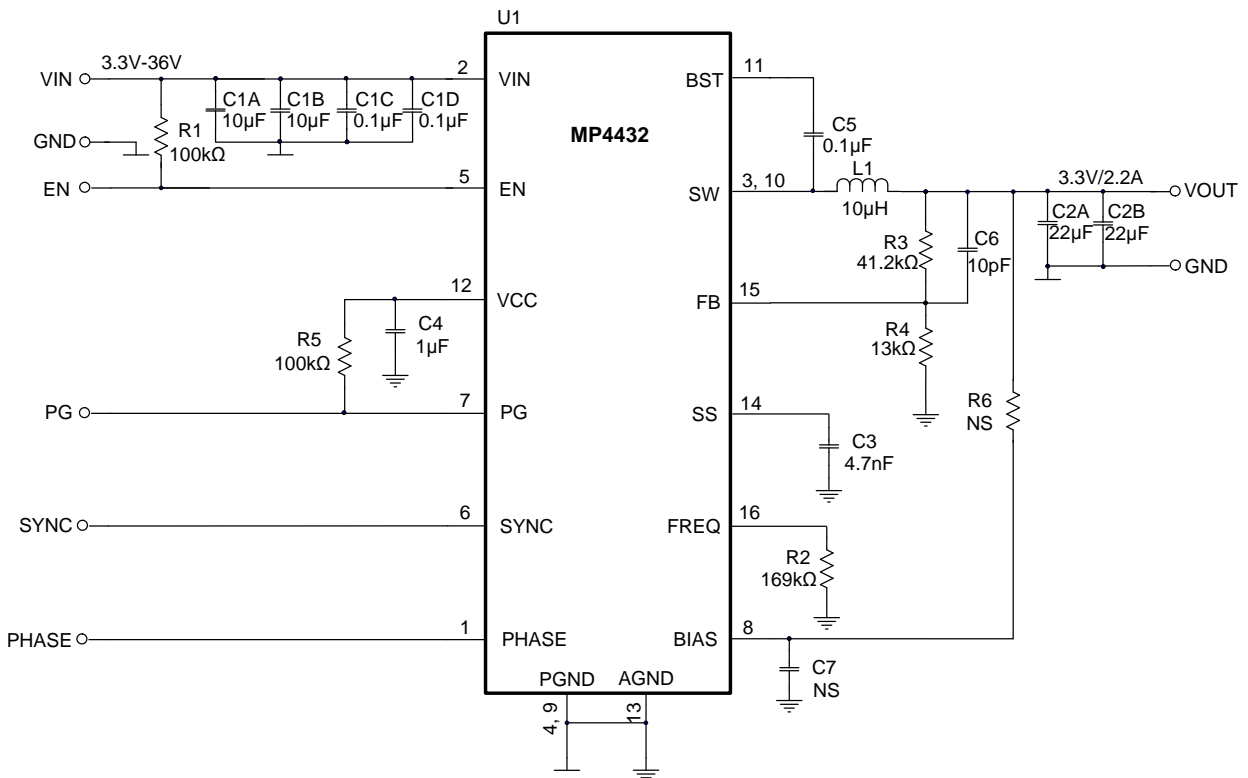 U1
MP4432
VIN
3.3V-36V
2
VIN
C1A
10µF
C1B
10µF
C1C
0.1µF
C1D
0.1µF
R1
100kΩ
GND
EN
5
EN
12
VCC
C4
1µF
R5
100kΩ
PG
7
PG
SYNC
6
SYNC
PHASE
1
PHASE
PGND
4, 9
AGND
13
BST
11
C5
0.1µF
SW
3, 10
L1
10µH
3.3V/2.2A
VOUT
C2A
22µF
C2B
22µF
GND
R3
41.2kΩ
C6
10pF
FB
15
R4
13kΩ
R6
NS
SS
14
C3
4.7nF
FREQ
16
R2
169kΩ
BIAS
8
C7
NS